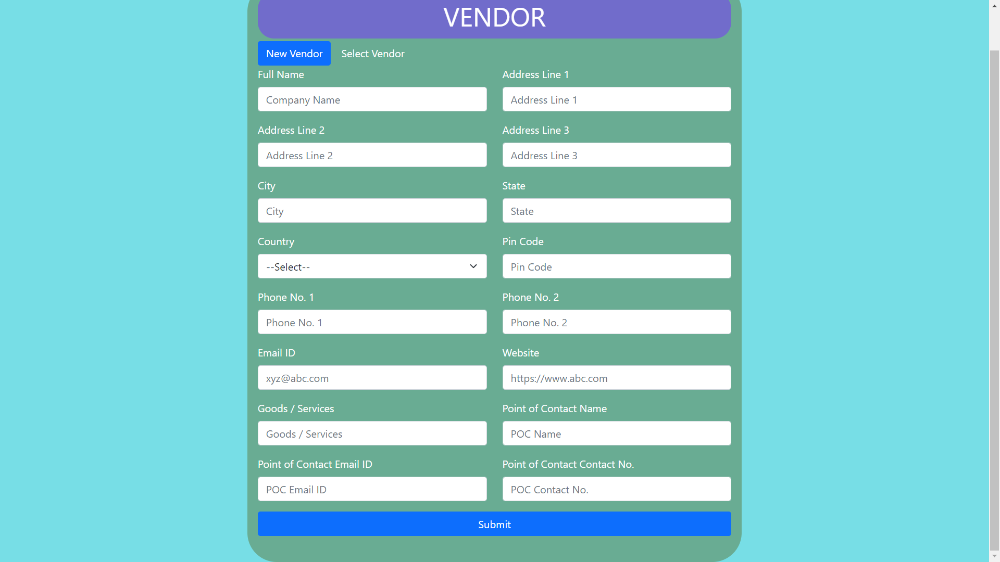 VENDOR
New Vendor Select Vendor
Full Name Address Line 1
Company Name Address Line 1
Address Line 2 Address Line 3
Address Line 2 Address Line 3
City State
City State
Country Pin Code
--Select-- Pin Code
Phone No. 1 Phone No. 2
Phone No. 1 Phone No. 2
Email ID Website
xyz@abc.com https://www.abc.com
Goods / Services Point of Contact Name
Goods / Services POC Name
Point of Contact Email ID Point of Contact Contact No.
POC Email ID POC Contact No.
Submit